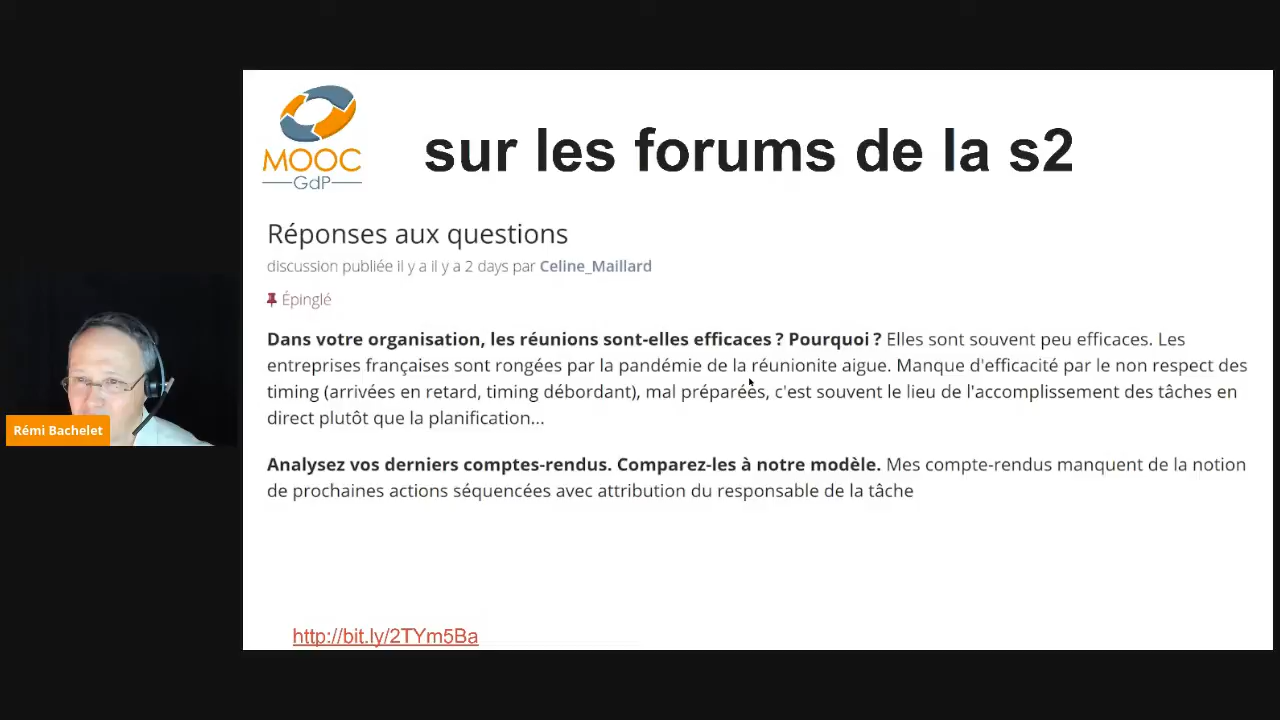 MOOC
GdP
sur les forums de la s2
Réponses aux questions
discussion publiée il y a il y a 2 days par Celine_Maillard
Épinglé
Dans votre organisation, les réunions sont-elles efficaces ? Pourquoi ? Elles sont souvent peu efficaces. Les
entreprises françaises sont rongées par la pandémie de la réunionite aigue. Manque d'efficacité par le non respect des
timing (arrivées en retard, timing débordant), mal préparées, c'est souvent le lieu de l'accomplissement des tâches en
direct plutôt que la planification...
Analysez vos derniers comptes-rendus. Comparez-les à notre modèle. Mes compte-rendus manquent de la notion
de prochaines actions séquencées avec attribution du responsable de la tâche
Rémi Bachelet
http://bit.ly/2TYm5Ba